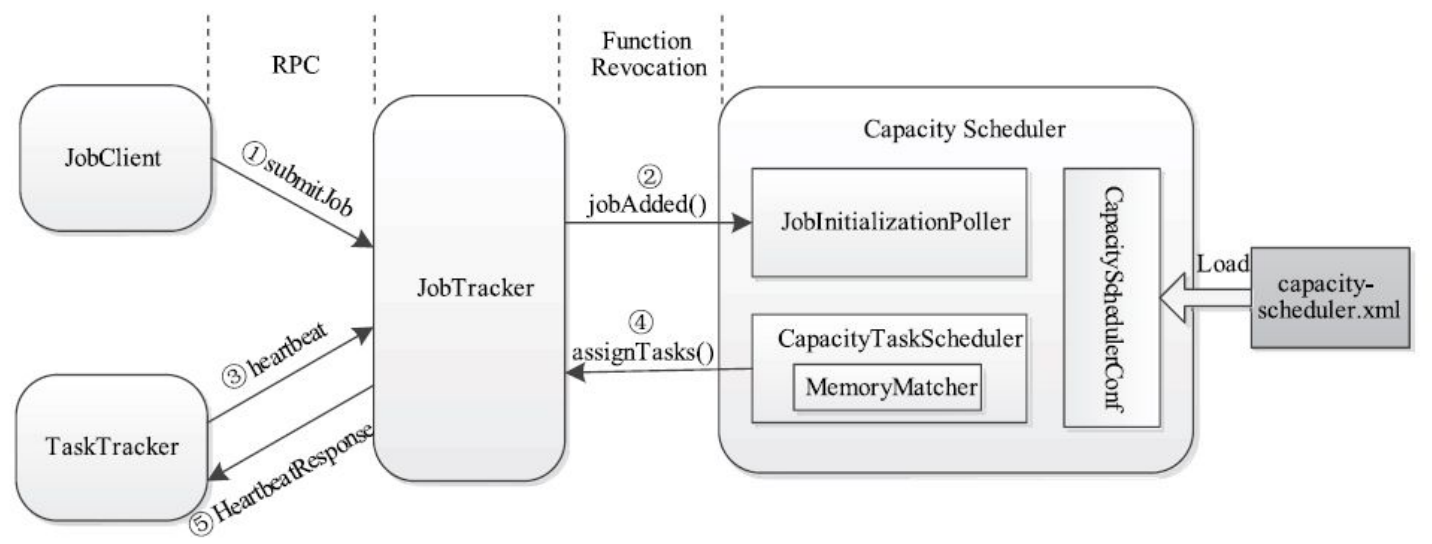 RPC
Function
Revocation
JobClient
①submitJob
JobTracker
②
jobAdded()
Capacity Scheduler
JobInitializationPoller
CapacitySchedulerConf
Load
capacity-
scheduler.xml
③ heartbeat
④
assignTasks()
CapacityTaskScheduler
MemoryMatcher
TaskTracker
⑤ HeartbeatResponse